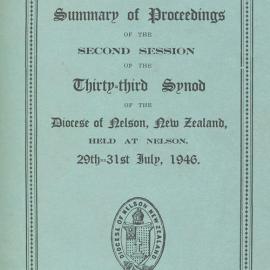 Summary of Proceedings
OF THE
SECOND SESSION
OF THE
Thirty-third Synod
OF THE
Diocese of Nelson, New Zealand,
HELD AT NELSON.
29th-31st July, 1946.
DIOCESE OF NELSON NEW ZEALAND